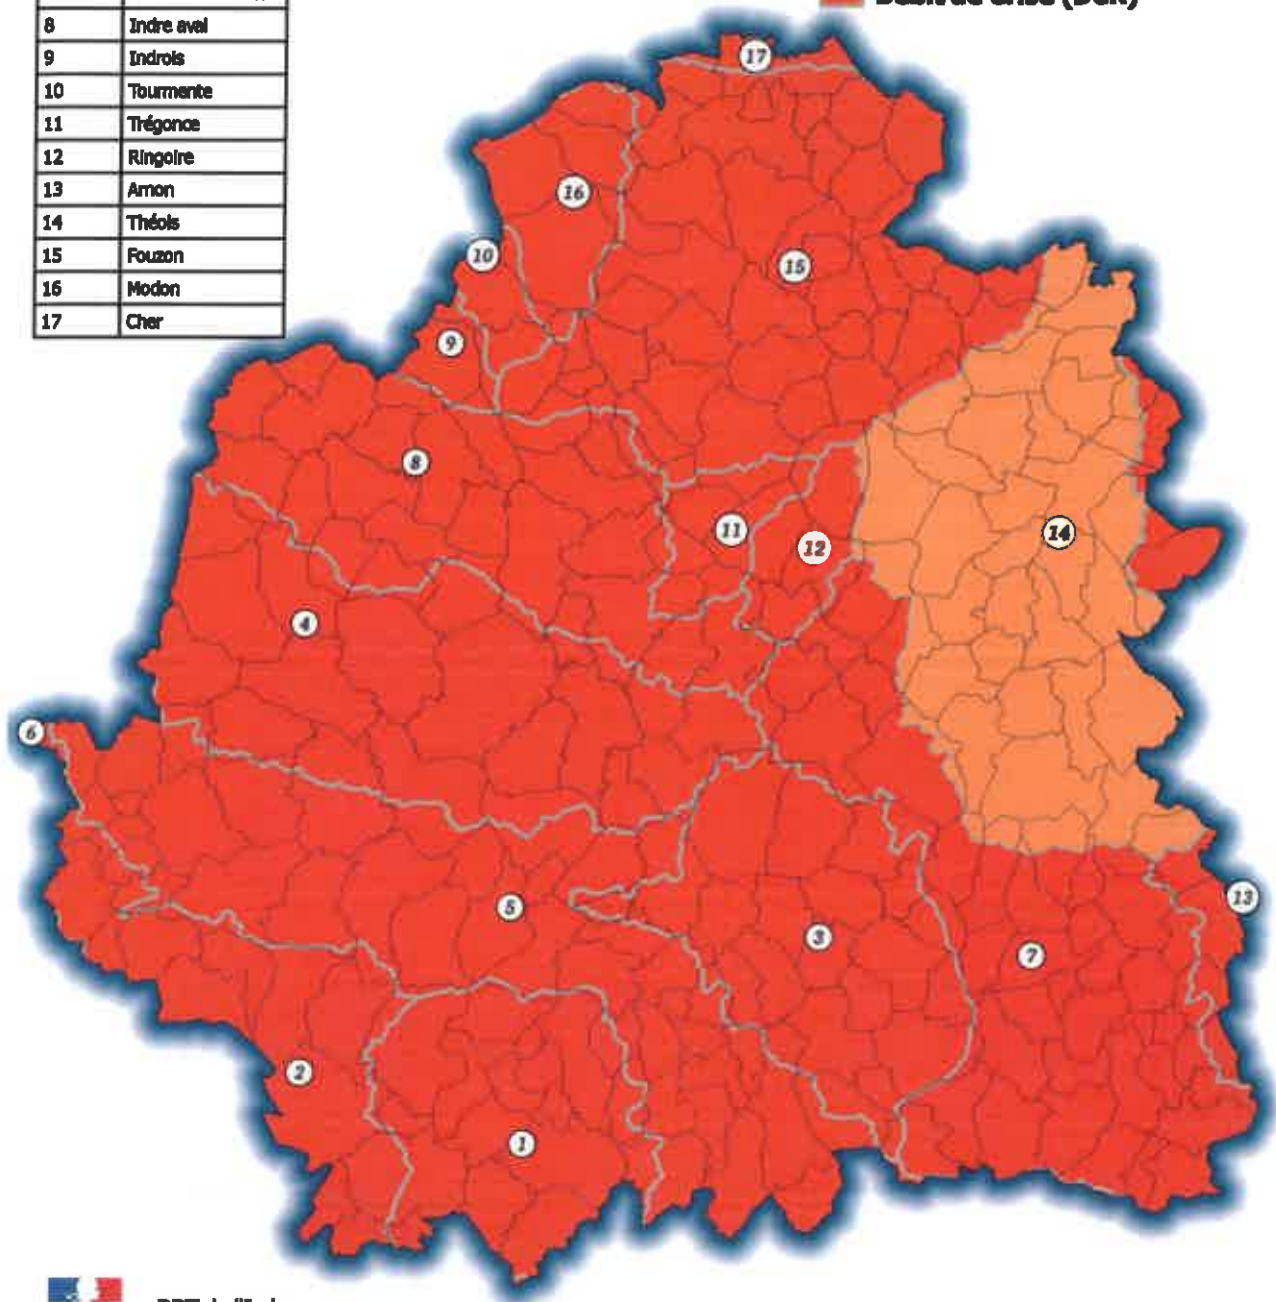 8 Indre aval
9 Indrois
10 Tourmente
11 Trégonce
12 Ringoire
13 Arnon
14 Théols
15 Fouzon
16 Modon
17 Cher
17
16
10
15
9
8
11
12
14
4
6
5
3
13
7
2
1